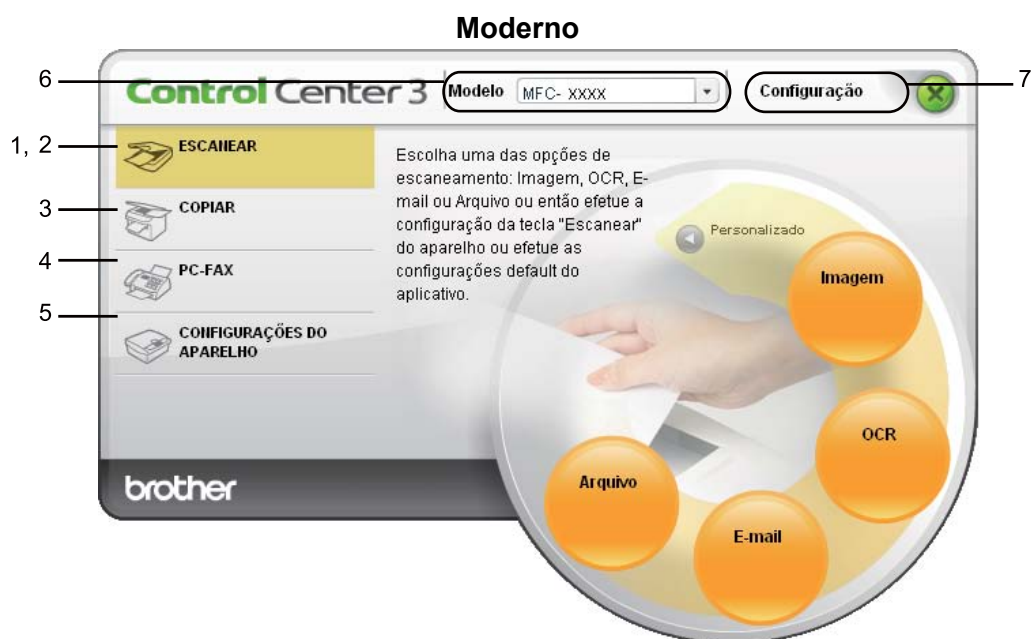 Moderno
6
Control Center 3
Modelo
MFC- XXXX
Configuração
7
1, 2
ESCANEAR
3
COPIAR
4
PC-FAX
5
CONFIGURAÇÕES DO
APARELHO
Escolha uma das opções de
escaneamento: Imagem, OCR, E-
mail ou Arquivo ou então efetue a
configuração da tecla "Escanear"
do aparelho ou efetue as
configurações default do
aplicativo.
Personalizado
Imagem
OCR
E-mail
Arquivo
brother